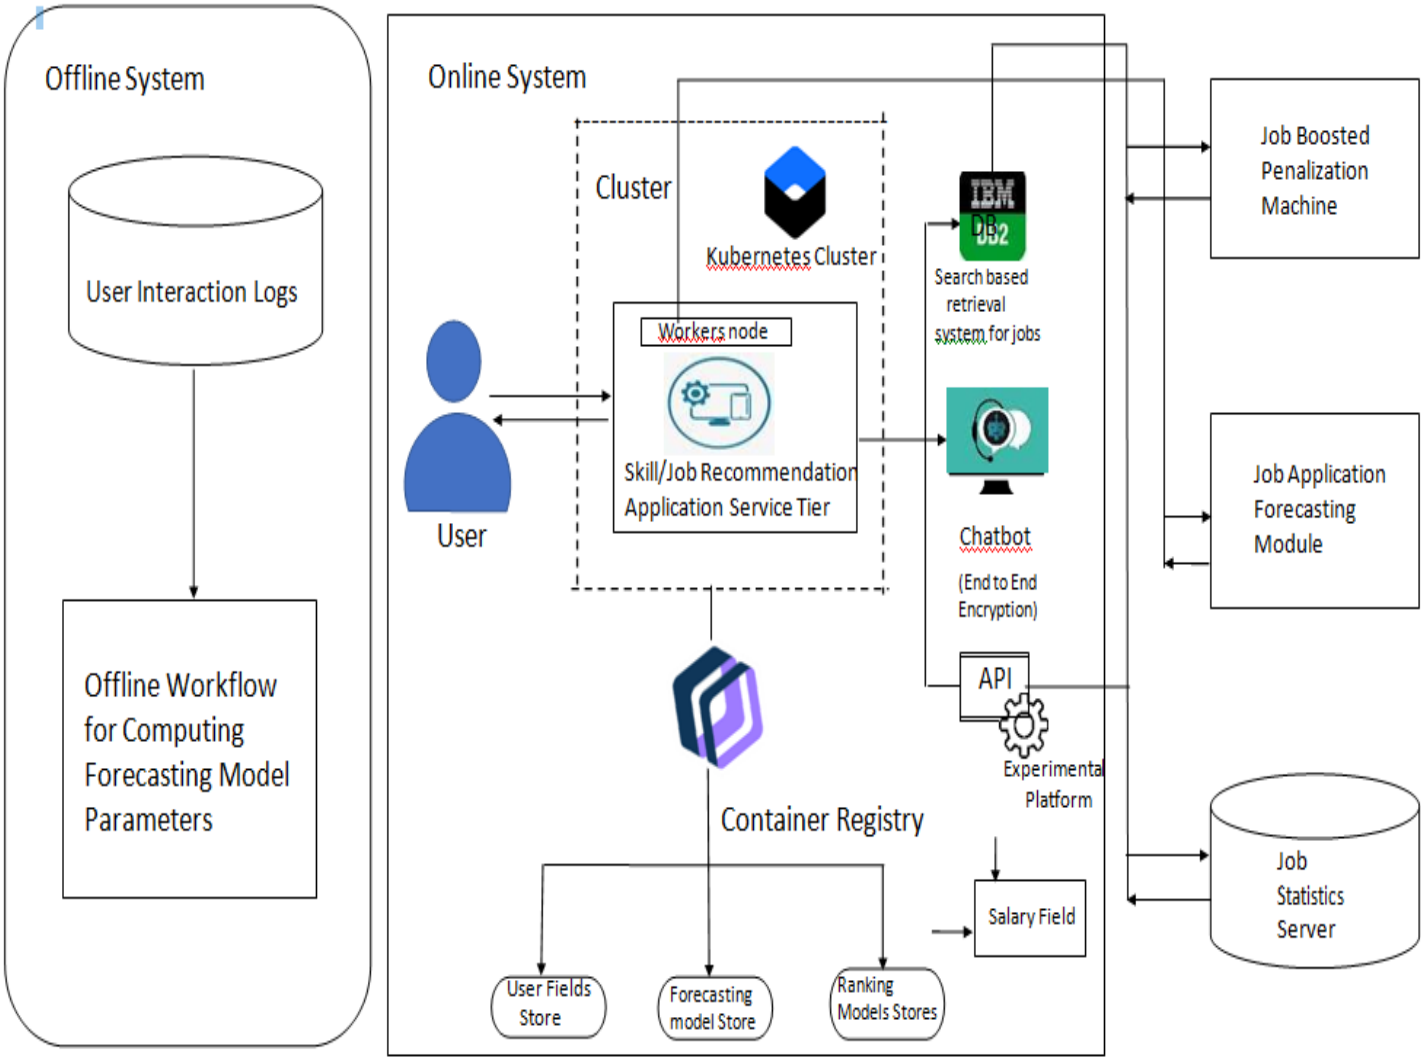 Offline System
User Interaction Logs
Offline Workflow
for Computing
Forecasting Model
Parameters
Online System
Cluster
Kubernetes Cluster
Workers node
Skill/Job Recommendation
Application Service Tier
User
IBM
DB2
DB
Search based
retrieval
system for jobs
Chatbot
(End to End
Encryption)
API
Experimental
Platform
Container Registry
Salary Field
User Fields
Store
Forecasting
model Store
Ranking
Models Stores
Job Boosted
Penalization
Machine
Job Application
Forecasting
Module
Job
Statistics
Server